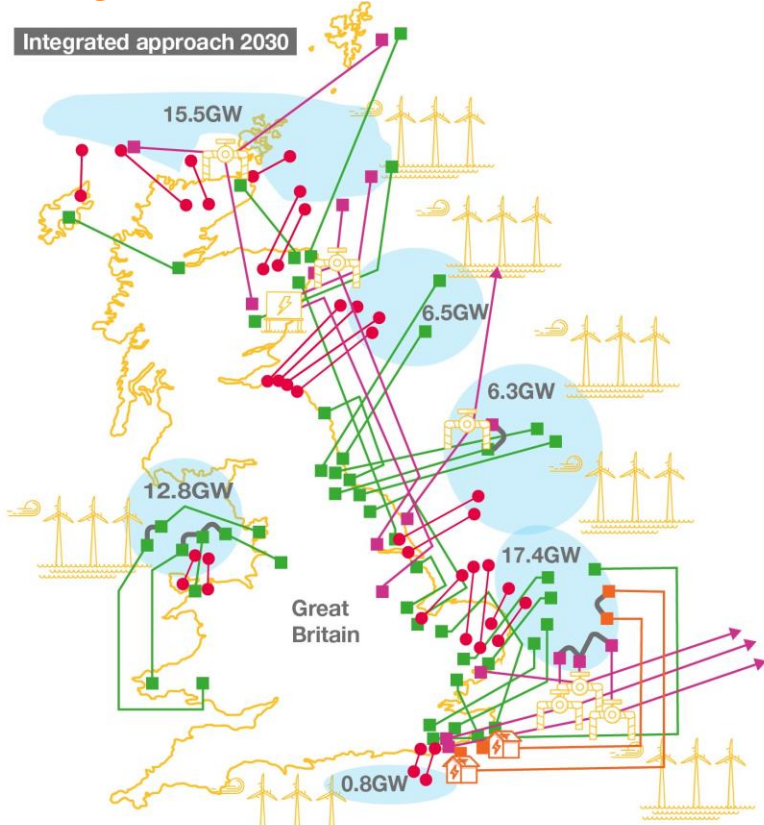 Integrated approach 2030
15.5GW
6.5GW
6.3GW
12.8GW
17.4GW
Great
Britain
0.8GW